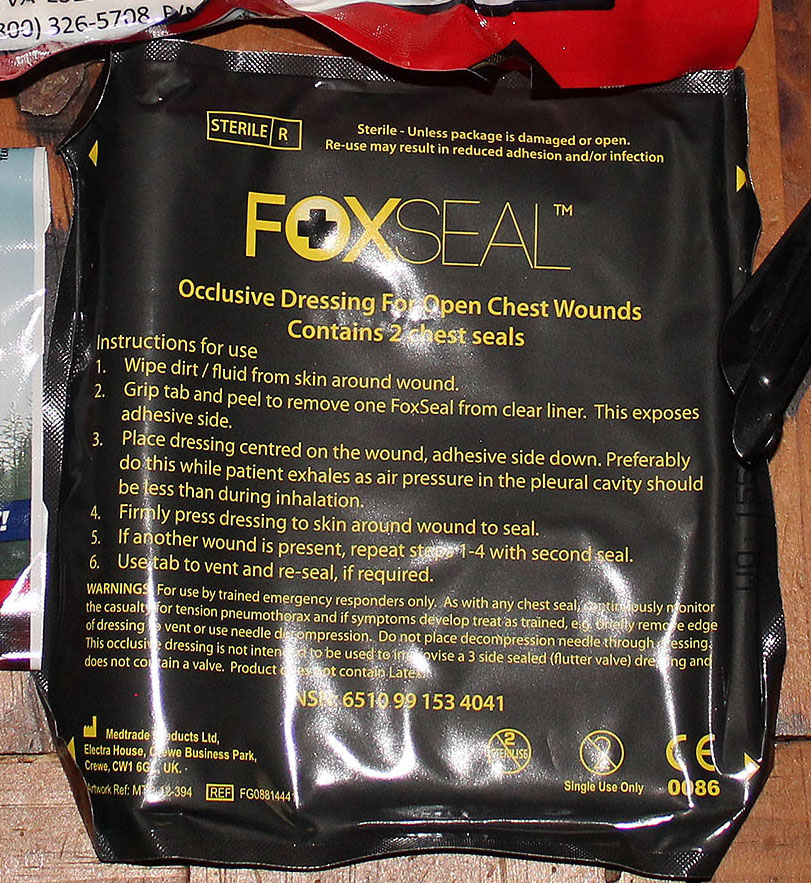 800) 326-5708 P/N
STERILE R
Sterile - Unless package is damaged or open.
Re-use may result in reduced adhesion and/or infection
FOXSEAL™
Occlusive Dressing For Open Chest Wounds
Contains 2 chest seals
Instructions for use
1. Wipe dirt / fluid from skin around wound.
2. Grip tab and peel to remove one FoxSeal from clear liner. This exposes
adhesive side.
3. Place dressing centred on the wound, adhesive side down. Preferably
do this while patient exhales as air pressure in the pleural cavity should
be less than during inhalation.
4. Firmly press dressing to skin around wound to seal.
5. If another wound is present, repeat steps 1-4 with second seal.
6. Use tab to vent and re-seal, if required.
WARNINGS: For use by trained emergency responders only. As with any chest seal, continuously monitor
the casualty for tension pneumothorax and if symptoms develop treat as trained, e.g. briefly remove edge
of dressing to vent or use needle decompression. Do not place decompression needle through dressing.
This occlusive dressing is not intended to be used to improvise a 3 side sealed (flutter valve) dressing and
does not contain a valve. Product does not contain Latex.
NSN: 6510 99 153 4041
Medtrade Products Ltd,
Electra House, Crewe Business Park,
Crewe, CW1 UK.
2 STERILISE
Single Use Only
CE
0086
Artwork Ref: REF FG0881444